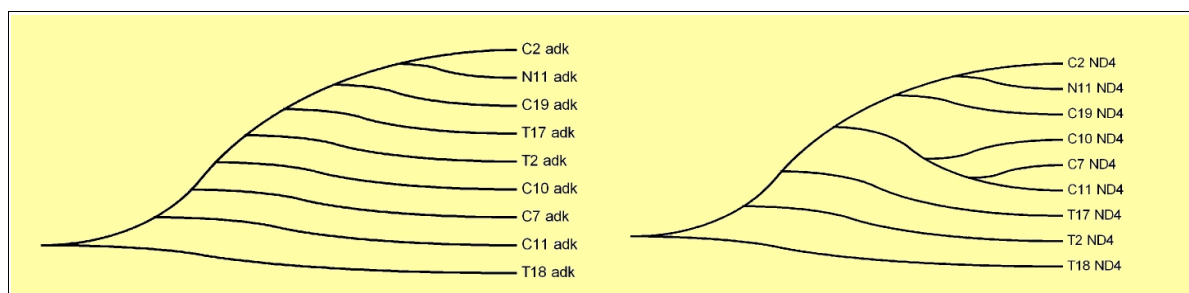 C2 adk
N11 adk
C19 adk
T17 adk
T2 adk
C10 adk
C7 adk
C11 adk
T18 adk
C2 ND4
N11 ND4
C19 ND4
C10 ND4
C7 ND4
C11 ND4
T17 ND4
T2 ND4
T18 ND4